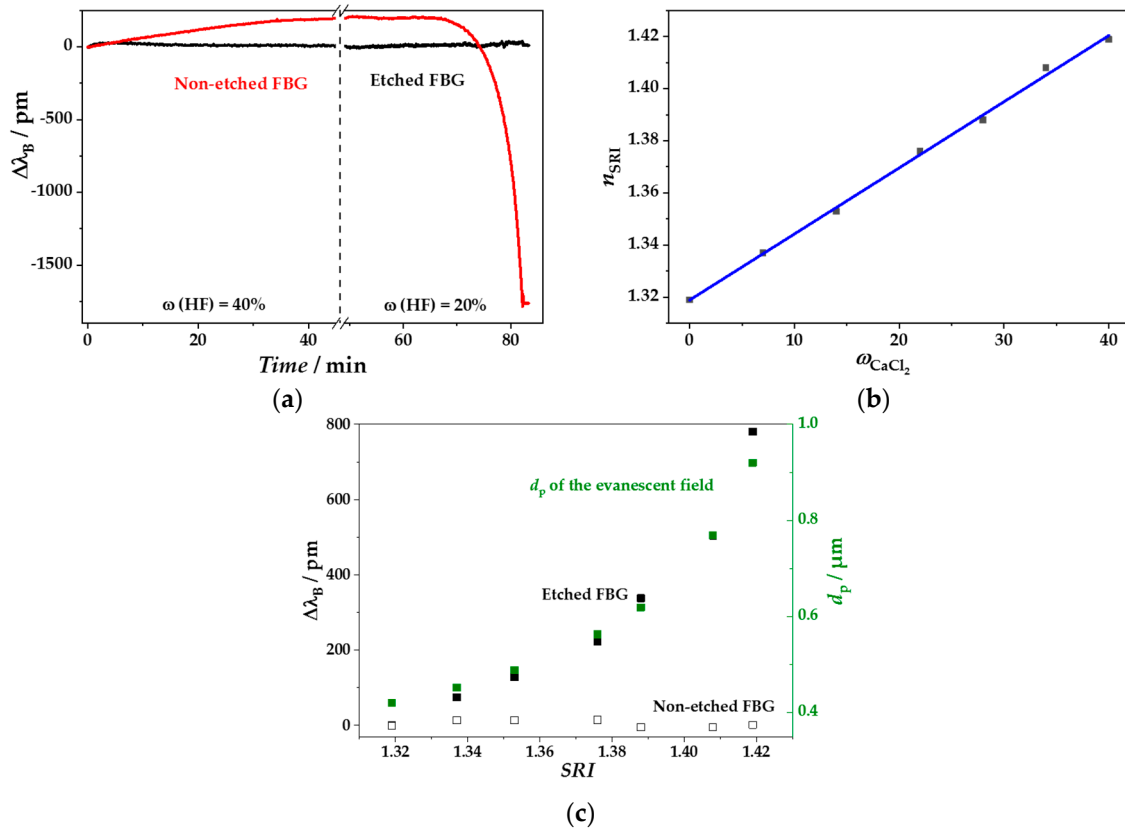 0
-500
-1000
-1500
Δλ_B / pm
Non-etched FBG
Etched FBG
ω (HF) = 40%
ω (HF) = 20%
0 20 40 60 80
Time / min
(a)
1.42
1.40
1.38
1.36
1.34
1.32
n_SRI
0 10 20 30 40
ω_CaCl₂
(b)
800
600
400
200
0
Δλ_B / pm
d_p of the evanescent field
Etched FBG
Non-etched FBG
1.0
0.8
0.6
0.4
d_p / μm
1.32 1.34 1.36 1.38 1.40 1.42
SRI
(c)